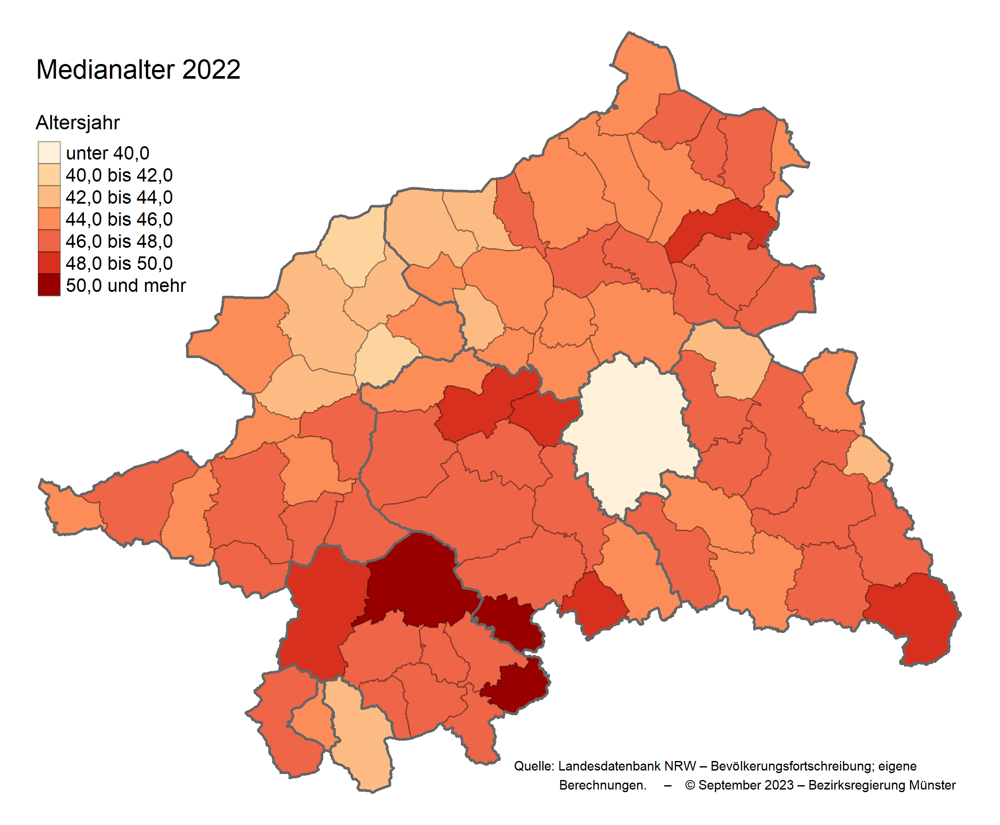 Medianalter 2022
Altersjahr
unter 40,0
40,0 bis 42,0
42,0 bis 44,0
44,0 bis 46,0
46,0 bis 48,0
48,0 bis 50,0
50,0 und mehr
Quelle: Landesdatenbank NRW – Bevölkerungsfortschreibung; eigene
Berechnungen. – © September 2023 – Bezirksregierung Münster